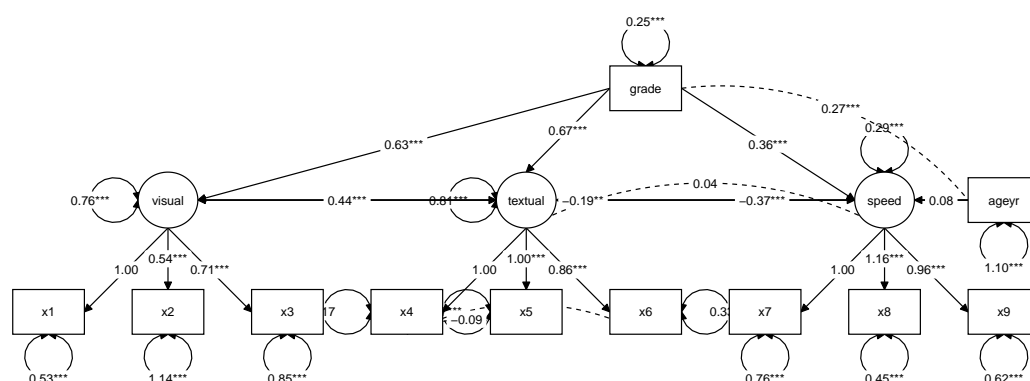 0.25***
grade
0.27***
0.29***
0.63***
0.67***
0.36***
0.04
0.76***
visual
0.44***
0.81***
textual
−0.19**
−0.37***
speed
0.08
ageyr
1.00
0.54***
0.71***
1.00
1.00***
0.86***
1.00
1.16***
0.96***
1.10***
x1
x2
x3
17
x4
−0.09
x5
x6
x7
x8
x9
0.53***
1.14***
0.85***
0.76***
0.45***
0.62***